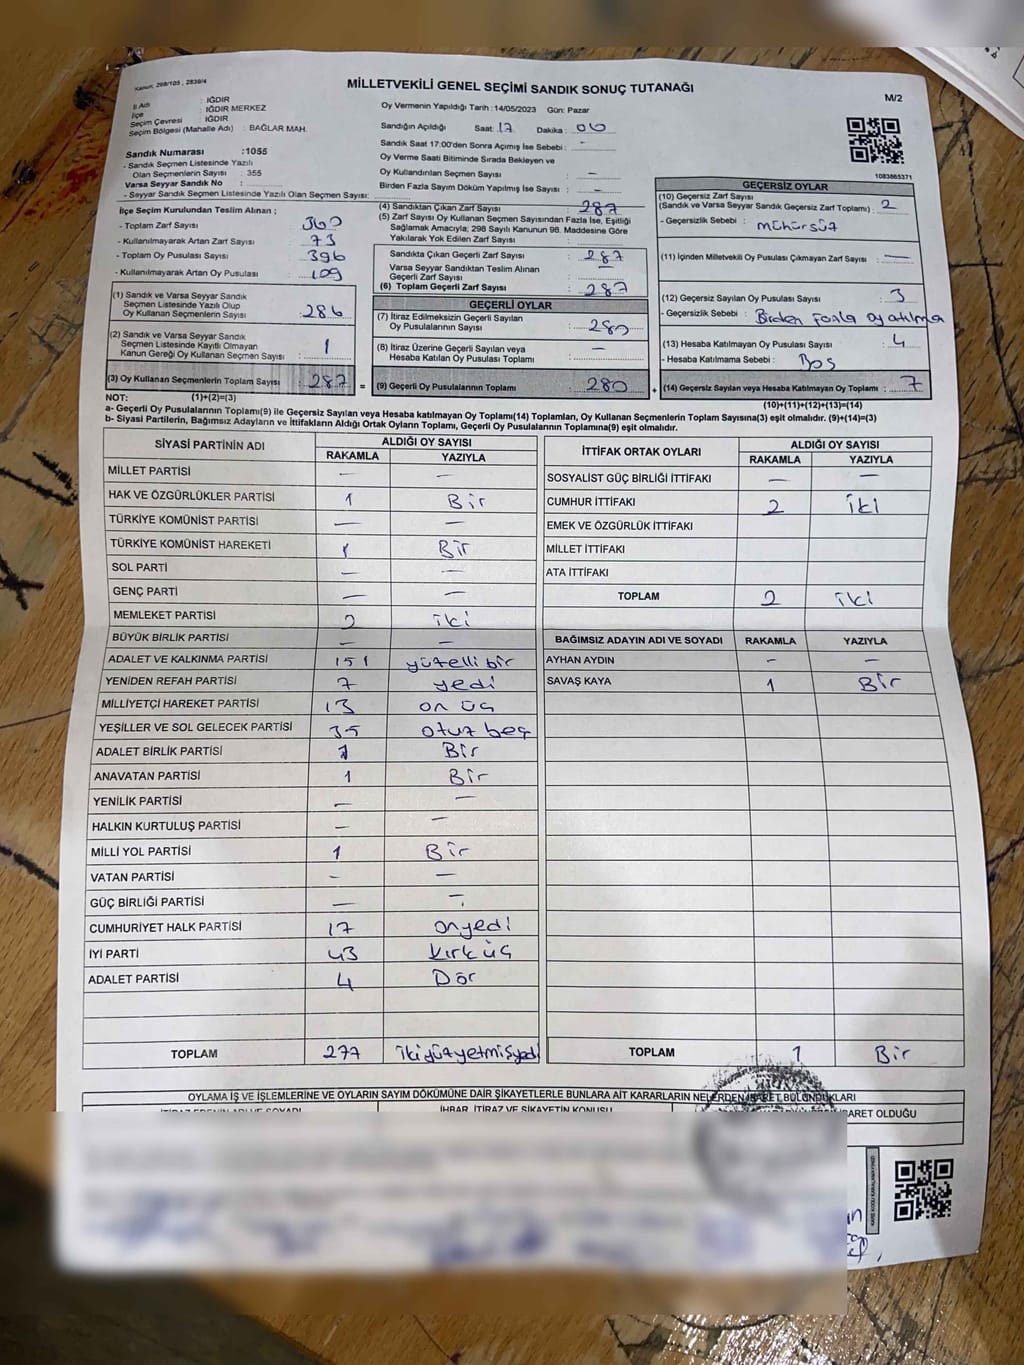 Kanun, 298/105, 2839/4
MİLLETVEKİLİ GENEL SEÇİMİ SANDIK SONUÇ TUTANAĞI
M/2
İl Adı : IĞDIR
İlçe : IĞDIR MERKEZ
Seçim Çevresi : IĞDIR
Seçim Bölgesi (Mahalle Adı) : BAĞLAR MAH.
Oy Vermenin Yapıldığı Tarih : 14/05/2023 Gün: Pazar
Sandığın Açıldığı Saat: 17 Dakika : 00
Sandık Saat 17:00'den Sonra Açmış İse Sebebi : -
Oy Verme Saati Bitiminde Sırada Bekleyen ve
Oy Kullandırılan Seçmen Sayısı : -
Birden Fazla Sayım Döküm Yapılmış İse Sayısı : -
1083865371
Sandık Numarası : 1055
- Sandık Seçmen Listesinde Yazılı
Olan Seçmenlerin Sayısı : 355
Varsa Seyyar Sandık No :
- Seyyar Sandık Seçmen Listesinde Yazılı Olan Seçmen Sayısı:
İlçe Seçim Kurulundan Teslim Alınan ;
- Toplam Zarf Sayısı : 360
- Kullanılmayarak Artan Zarf Sayısı : 73
- Toplam Oy Pusulası Sayısı : 396
- Kullanılmayarak Artan Oy Pusulası : 109
(1) Sandık ve Varsa Seyyar Sandık
Seçmen Listesinde Yazılı Olup
Oy Kullanan Seçmenlerin Sayısı : 286
(2) Sandık ve Varsa Seyyar Sandık
Seçmen Listesinde Kayıtlı Olmayan
Kanun Gereği Oy Kullanan Seçmen Sayısı : 1
(3) Oy Kullanan Seçmenlerin Toplam Sayısı : 287 =
(4) Sandıktan Çıkan Zarf Sayısı : 287
(5) Zarf Sayısı Oy Kullanan Seçmen Sayısından Fazla İse, Eşitliği
Sağlamak Amacıyla; 298 Sayılı Kanunun 98. Maddesine Göre
Yakılarak Yok Edilen Zarf Sayısı :
Sandıkta Çıkan Geçerli Zarf Sayısı : 287
Varsa Seyyar Sandıktan Teslim Alınan
Geçerli Zarf Sayısı : -
(6) Toplam Geçerli Zarf Sayısı : 287
GEÇERLİ OYLAR
(7) İtiraz Edilmeksizin Geçerli Sayılan
Oy Pusulalarının Sayısı : 280
(8) İtiraz Üzerine Geçerli Sayılan veya
Hesaba Katılan Oy Pusulası Toplamı : -
(9) Geçerli Oy Pusulalarının Toplamı : 280 +
GEÇERSİZ OYLAR
(10) Geçersiz Zarf Sayısı
(Sandık ve Varsa Seyyar Sandık Geçersiz Zarf Toplamı) : 2
- Geçersizlik Sebebi : mühürsüz
(11) İçinden Milletvekili Oy Pusulası Çıkmayan Zarf Sayısı : -
(12) Geçersiz Sayılan Oy Pusulası Sayısı : 3
- Geçersizlik Sebebi : Birden Fazla oy atılma
(13) Hesaba Katılmayan Oy Pusulası Sayısı : 4
- Hesaba Katılmama Sebebi : Boş
(14) Geçersiz Sayılan veya Hesaba Katılmayan Oy Toplamı : 7
NOT: (1)+(2)=(3)
(10)+(11)+(12)+(13)=(14)
a- Geçerli Oy Pusulalarının Toplamı(9) ile Geçersiz Sayılan veya Hesaba katılmayan Oy Toplamı(14) Toplamları, Oy Kullanan Seçmenlerin Toplam Sayısına(3) eşit olmalıdır. (9)+(14)=(3)
b- Siyasi Partilerin, Bağımsız Adayların ve İttifakların Aldığı Ortak Oyların Toplamı, Geçerli Oy Pusulalarının Toplamına(9) eşit olmalıdır.
SİYASİ PARTİNİN ADI ALDIĞI OY SAYISI
RAKAMLA YAZIYLA
MİLLET PARTİSİ - -
HAK VE ÖZGÜRLÜKLER PARTİSİ 1 Bir
TÜRKİYE KOMÜNİST PARTİSİ - -
TÜRKİYE KOMÜNİST HAREKETİ 1 Bir
SOL PARTİ - -
GENÇ PARTİ - -
MEMLEKET PARTİSİ 2 iki
BÜYÜK BİRLİK PARTİSİ - -
ADALET VE KALKINMA PARTİSİ 151 yüzelli bir
YENİDEN REFAH PARTİSİ 7 yedi
MİLLİYETÇİ HAREKET PARTİSİ 13 on üç
YEŞİLLER VE SOL GELECEK PARTİSİ 35 otuz beş
ADALET BİRLİK PARTİSİ 1 Bir
ANAVATAN PARTİSİ 1 Bir
YENİLİK PARTİSİ - -
HALKIN KURTULUŞ PARTİSİ - -
MİLLİ YOL PARTİSİ 1 Bir
VATAN PARTİSİ - -
GÜÇ BİRLİĞİ PARTİSİ - -
CUMHURİYET HALK PARTİSİ 17 onyedi
İYİ PARTİ 43 kırk üç
ADALET PARTİSİ 4 Dör
TOPLAM 277 ikiyüzyetmişyedi
İTTİFAK ORTAK OYLARI ALDIĞI OY SAYISI
RAKAMLA YAZIYLA
SOSYALİST GÜÇ BİRLİĞİ İTTİFAKI - -
CUMHUR İTTİFAKI 2 iki
EMEK VE ÖZGÜRLÜK İTTİFAKI
MİLLET İTTİFAKI
ATA İTTİFAKI
TOPLAM 2 iki
BAĞIMSIZ ADAYIN ADI VE SOYADI RAKAMLA YAZIYLA
AYHAN AYDIN - -
SAVAŞ KAYA 1 Bir
TOPLAM 1 Bir
OYLAMA İŞ VE İŞLEMLERİNE VE OYLARIN SAYIM DÖKÜMÜNE DAİR ŞİKAYETLERLE BUNLARA AİT KARARLARIN NELERDEN İBARET BULUNDUKLARI
İHBAR, İTİRAZ VE ŞİKAYETİN KONUSU
İBARET OLDUĞU